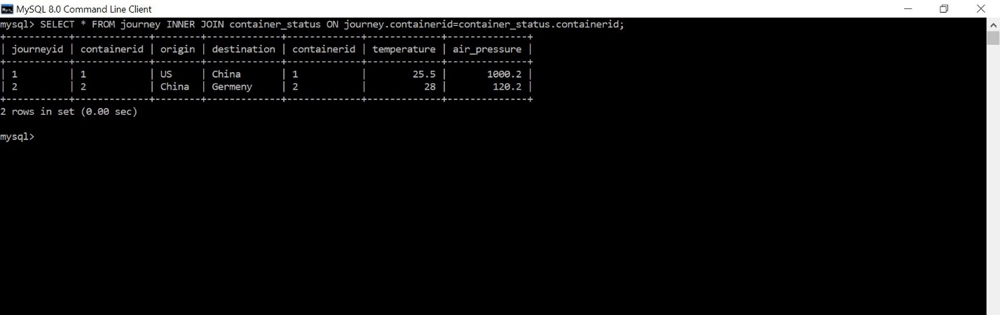 MySQL 8.0 Command Line Client
mysql> SELECT * FROM journey INNER JOIN container_status ON journey.containerid=container_status.containerid;
+-----------+-------------+--------+-------------+-------------+-------------+--------------+
| journeyid | containerid | origin | destination | containerid | temperature | air_pressure |
+-----------+-------------+--------+-------------+-------------+-------------+--------------+
| 1         | 1           | US     | China       | 1           |        25.5 |       1000.2 |
| 2         | 2           | China  | Germeny     | 2           |          28 |        120.2 |
+-----------+-------------+--------+-------------+-------------+-------------+--------------+
2 rows in set (0.00 sec)
mysql>